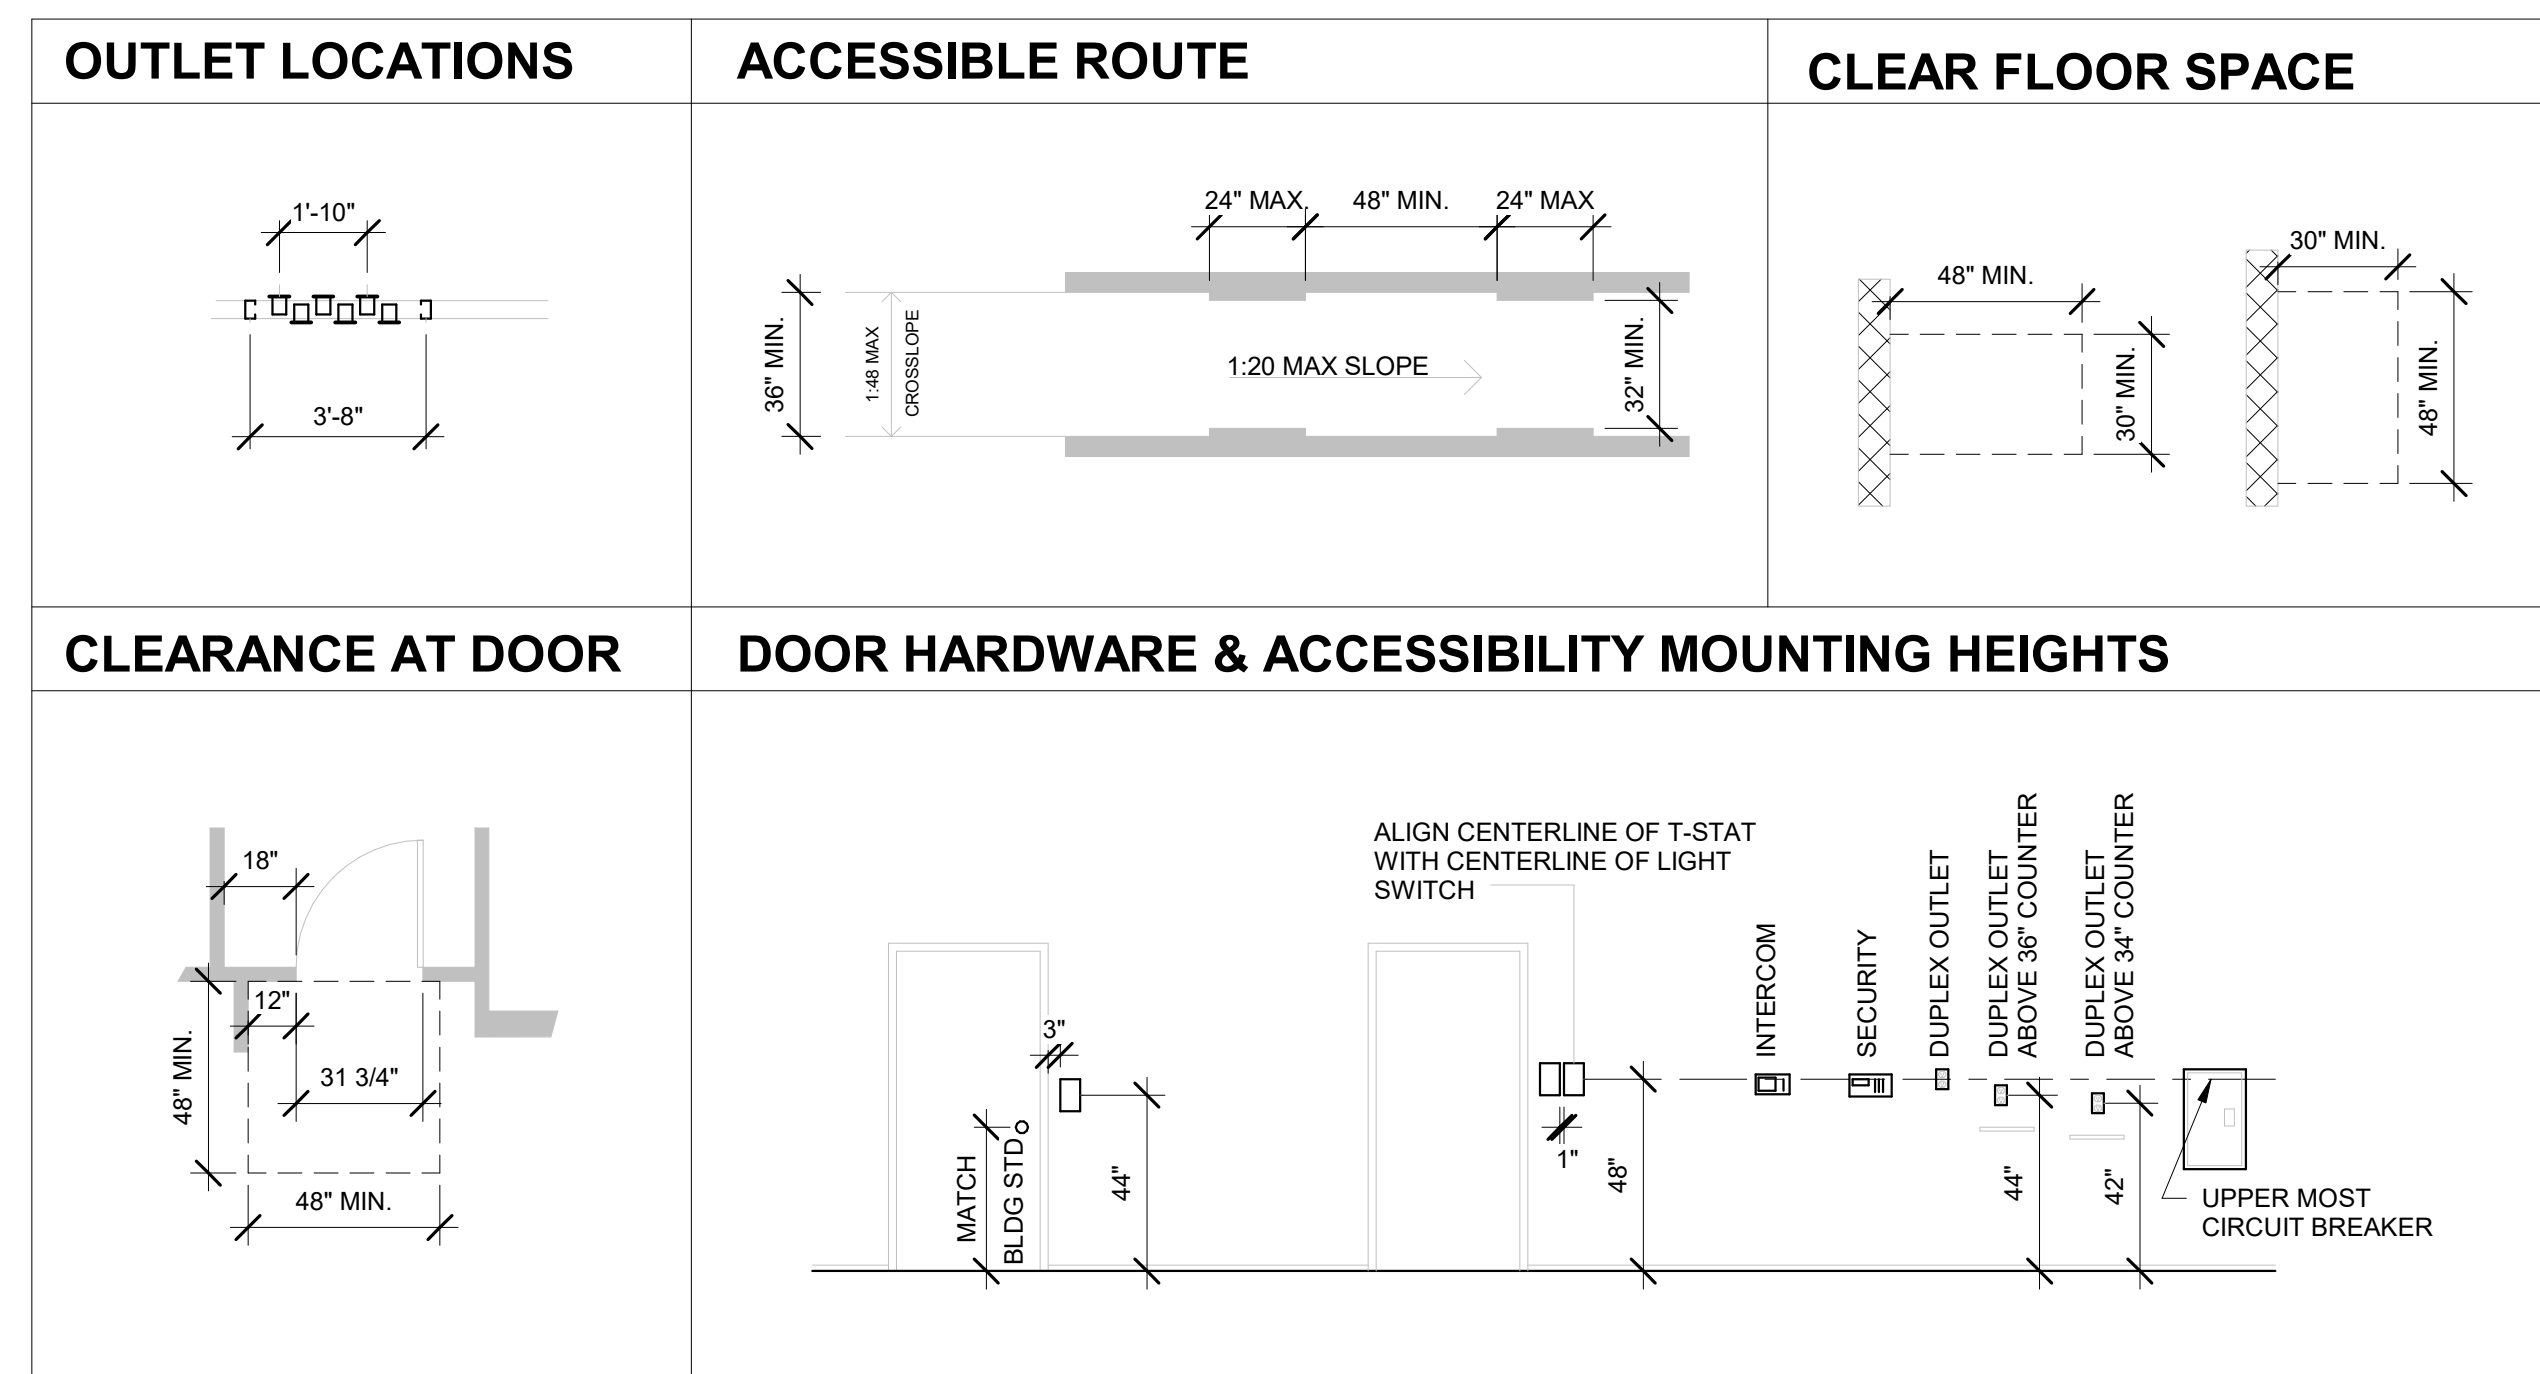 OUTLET LOCATIONS
1'-10"
3'-8"
ACCESSIBLE ROUTE
24" MAX.
48" MIN.
24" MAX
36" MIN.
1:48 MAX
CROSSLOPE
1:20 MAX SLOPE
32" MIN.
CLEAR FLOOR SPACE
48" MIN.
30" MIN.
30" MIN.
48" MIN.
CLEARANCE AT DOOR
18"
12"
31 3/4"
48" MIN.
48" MIN.
DOOR HARDWARE & ACCESSIBILITY MOUNTING HEIGHTS
MATCH
BLDG STD
3"
44"
ALIGN CENTERLINE OF T-STAT
WITH CENTERLINE OF LIGHT
SWITCH
1"
48"
INTERCOM
SECURITY
DUPLEX OUTLET
DUPLEX OUTLET
ABOVE 36" COUNTER
DUPLEX OUTLET
ABOVE 34" COUNTER
44"
42"
UPPER MOST
CIRCUIT BREAKER